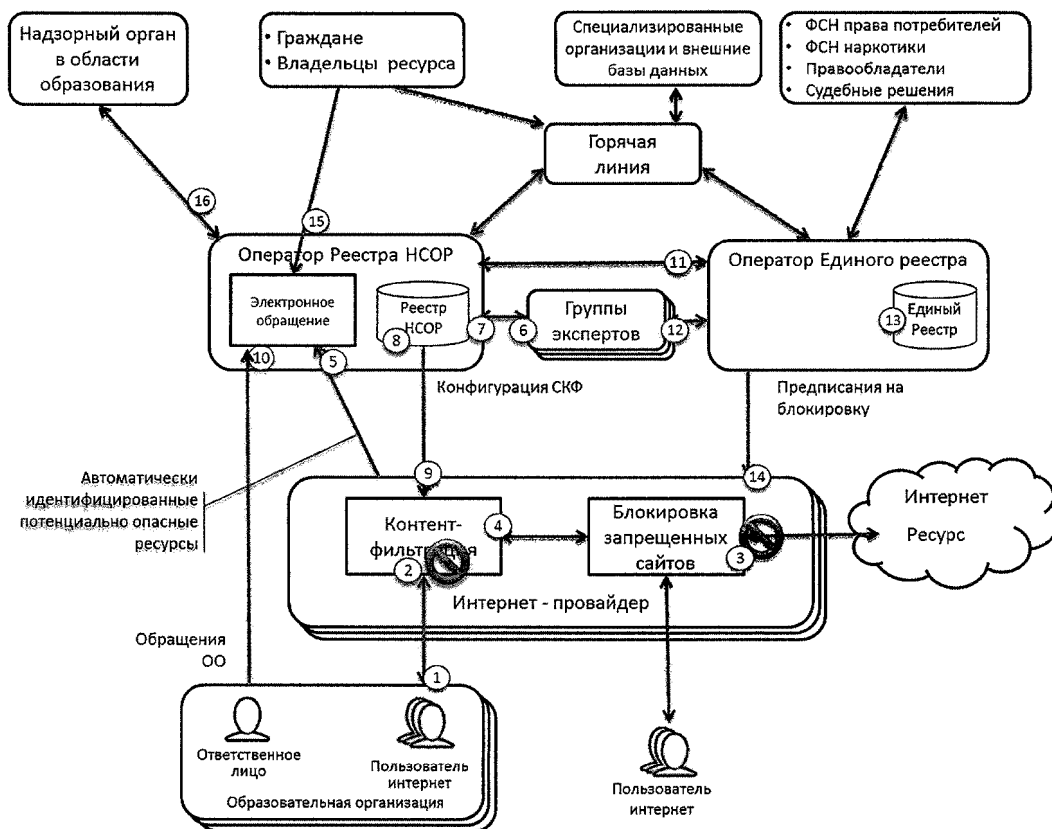 Надзорный орган
в области
образования
• Граждане
• Владельцы ресурса
Специализированные
организации и внешние
базы данных
• ФСН права потребителей
• ФСН наркотики
• Правообладатели
• Судебные решения
Горячая
линия
16
15
Оператор Реестра НСОР
11
Оператор Единого реестра
Электронное
обращение
Реестр
НСОР
8
7
6
Группы
экспертов
12
13
Единый
Реестр
10
5
Конфигурация СКФ
Предписания на
блокировку
Автоматически
идентифицированные
потенциально опасные
ресурсы
9
14
Контент-
фильтрация
2
4
Блокировка
запрещенных
сайтов
3
Интернет
Ресурс
Интернет - провайдер
Обращения
ОО
1
Ответственное
лицо
Пользователь
интернет
Образовательная организация
Пользователь
интернет